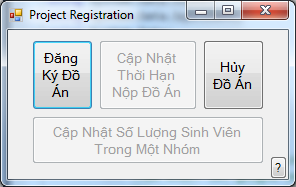 Project Registration
Đăng
Ký Đồ
Án
Cập Nhật
Thời Hạn
Nộp Đồ Án
Hủy
Đồ Án
Cập Nhật Số Lượng Sinh Viên
Trong Một Nhóm
?